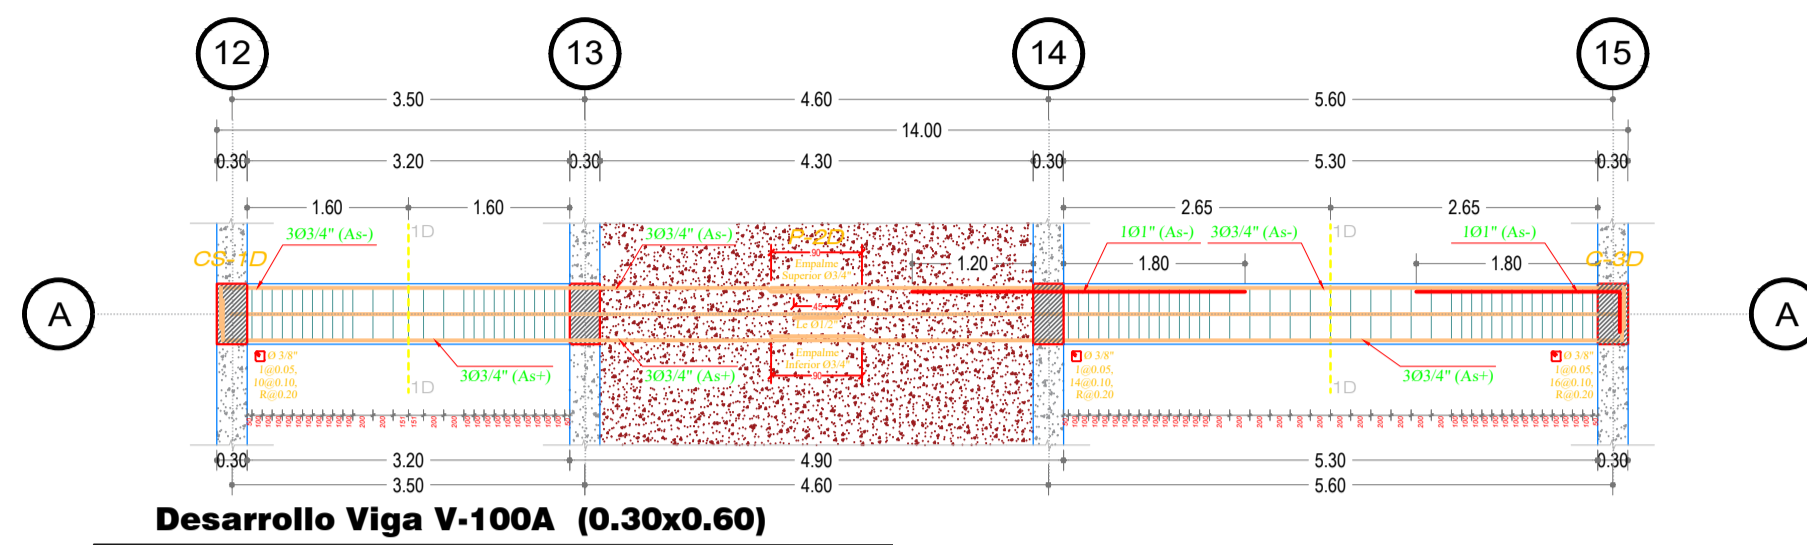 12 13 14 15
3.50 4.60 5.60
14.00
0.30 3.20 0.30 4.30 0.30 5.30 0.30
1.60 1.60 2.65 2.65
1D 1D
3Ø3/4" (As-) 3Ø3/4" (As-) P-2D 1Ø1" (As-) 3Ø3/4" (As-) 1Ø1" (As-)
CS-1D C-3D
90
Empalme
Superior Ø3/4"
1.20 1.80 1.80
45
A A
Le Ø1/2"
Empalme
Inferior Ø3/4"
90
3Ø3/4" (As+) 3Ø3/4" (As+) 3Ø3/4" (As+)
Ø 3/8" Ø 3/8" Ø 3/8"
1@0.05, 1@0.05, 1@0.05,
10@0.10, 14@0.10, 16@0.10,
R@0.20 R@0.20 R@0.20
1D 1D
0.30 3.20 4.90 5.30 0.30
3.50 4.60 5.60
Desarrollo Viga V-100A (0.30x0.60)